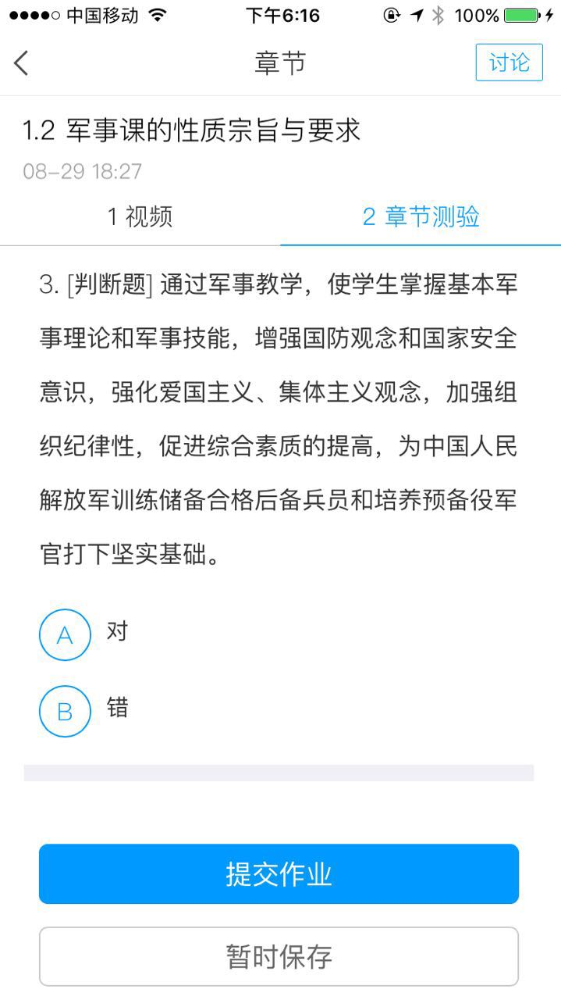 中国移动 下午6:16 100%
章节 讨论
1.2 军事课的性质宗旨与要求
08-29 18:27
1 视频 2 章节测验
3. [判断题] 通过军事教学，使学生掌握基本军
事理论和军事技能，增强国防观念和国家安全
意识，强化爱国主义、集体主义观念，加强组
织纪律性，促进综合素质的提高，为中国人民
解放军训练储备合格后备兵员和培养预备役军
官打下坚实基础。
A 对
B 错
提交作业
暂时保存